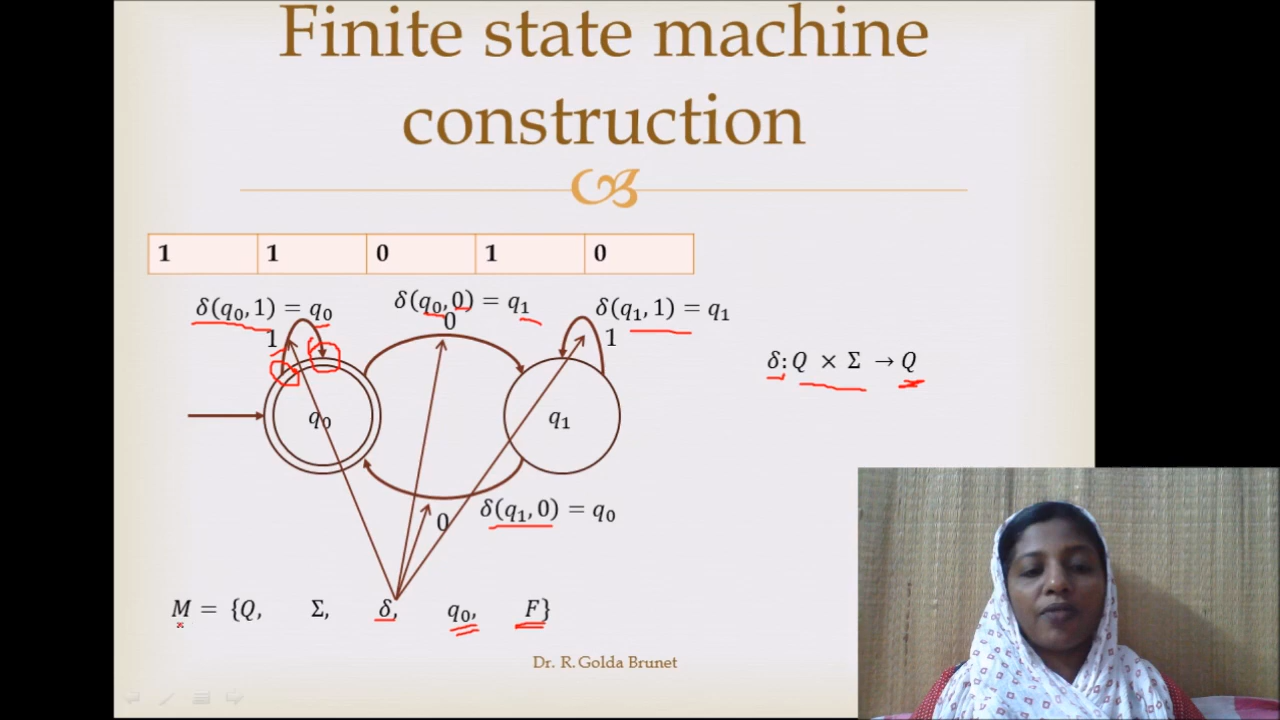 Finite state machine
construction
1 1 0 1 0
δ(q₀, 1) = q₀
δ(q₀, 0) = q₁
δ(q₁, 1) = q₁
1
0
1
δ: Q × Σ → Q
q₀
q₁
δ(q₁, 0) = q₀
0
M = {Q, Σ, δ, q₀, F}
Dr. R. Golda Brunet